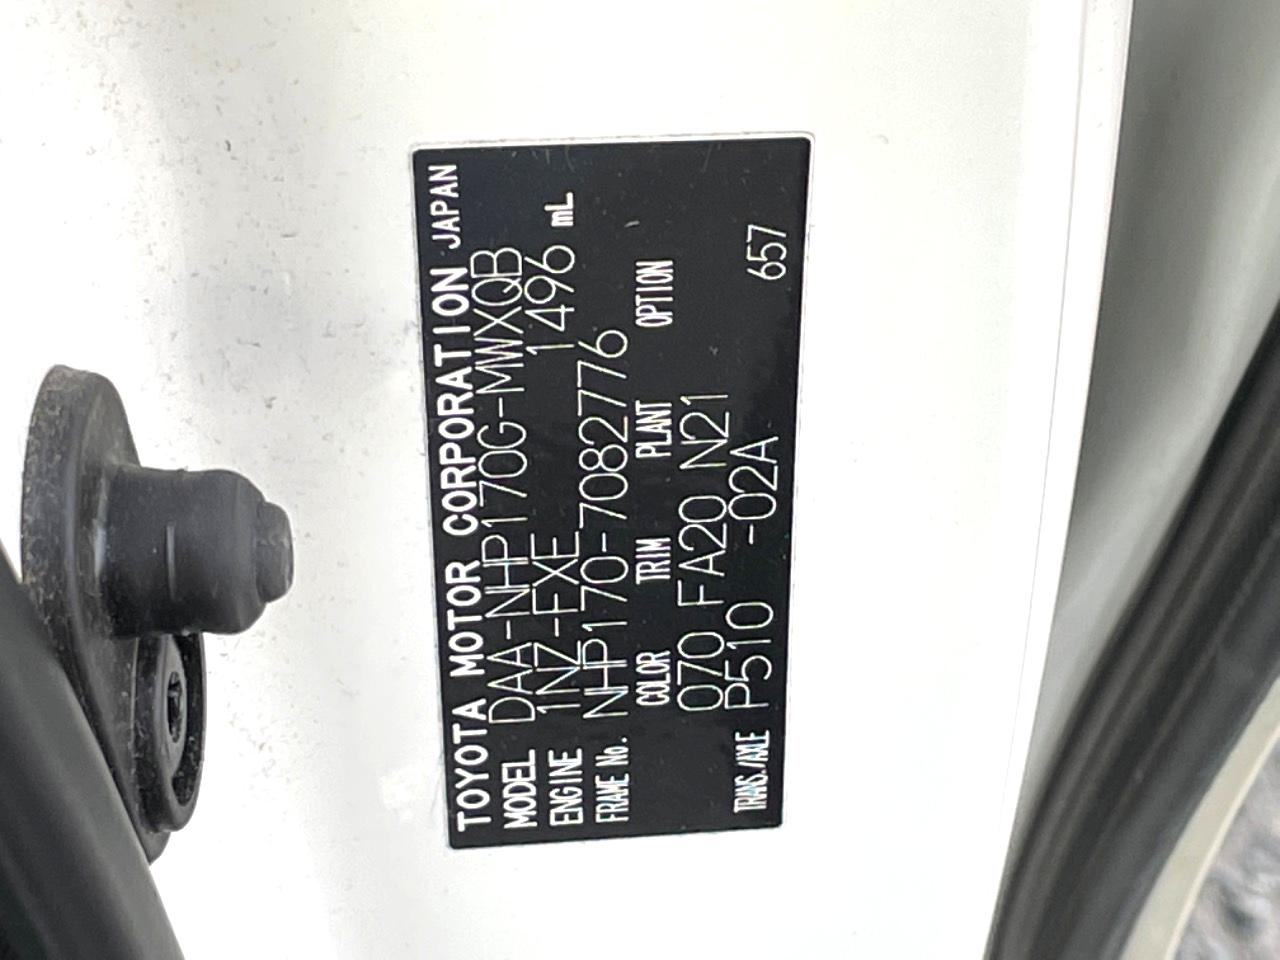 TOYOTA MOTOR CORPORATION JAPAN
MODEL DAA-NHP170G-MWXQB
ENGINE 1NZ-FXE 1496 mL
FRAME No. NHP170-7082776
COLOR TRIM PLANT OPTION
070 FA20 N21
TRANS./AXLE P510 -02A 657